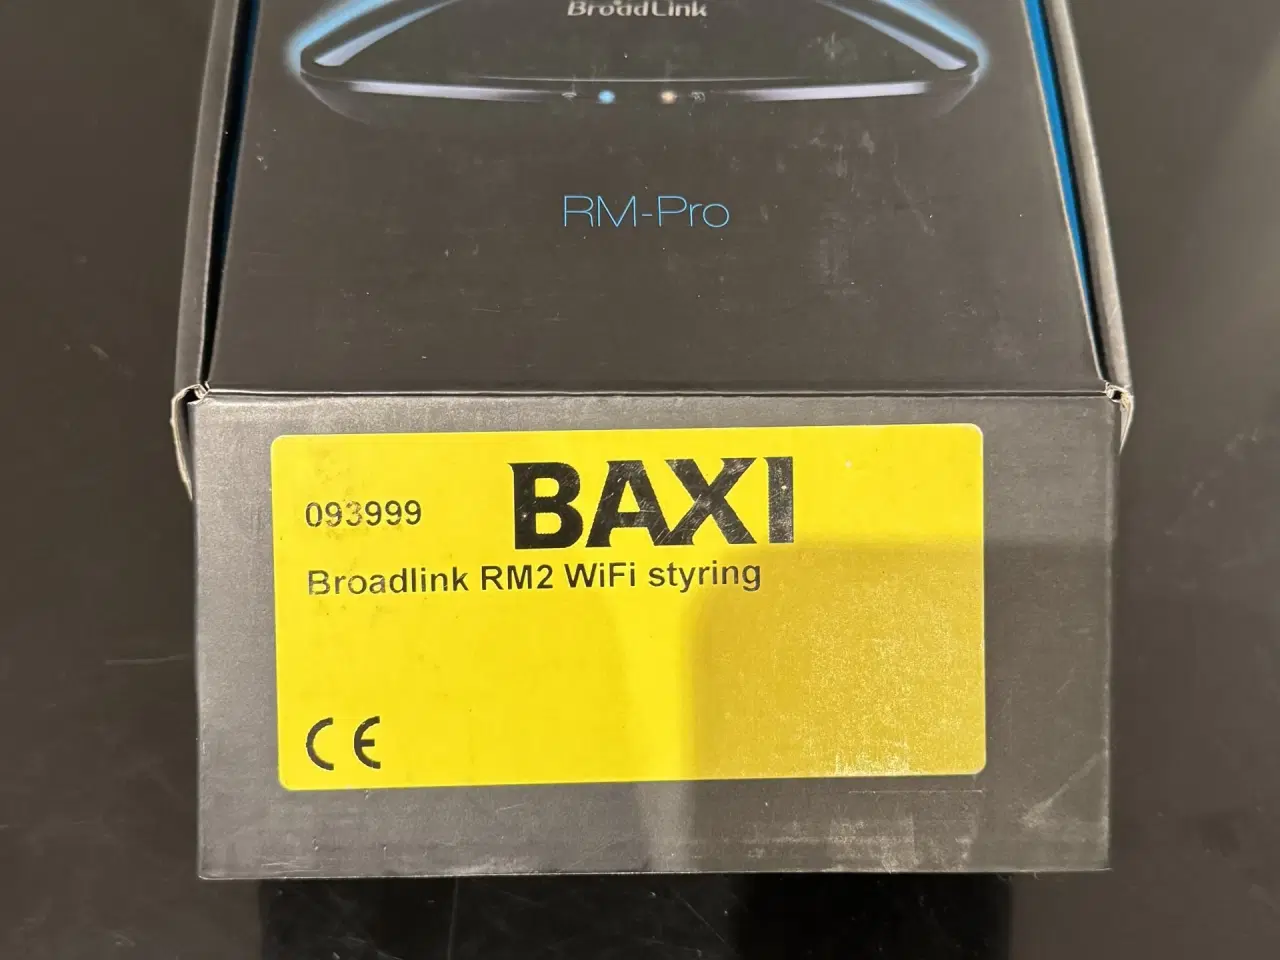 BroadLink
RM-Pro
093999
BAXI
Broadlink RM2 WiFi styring
CE